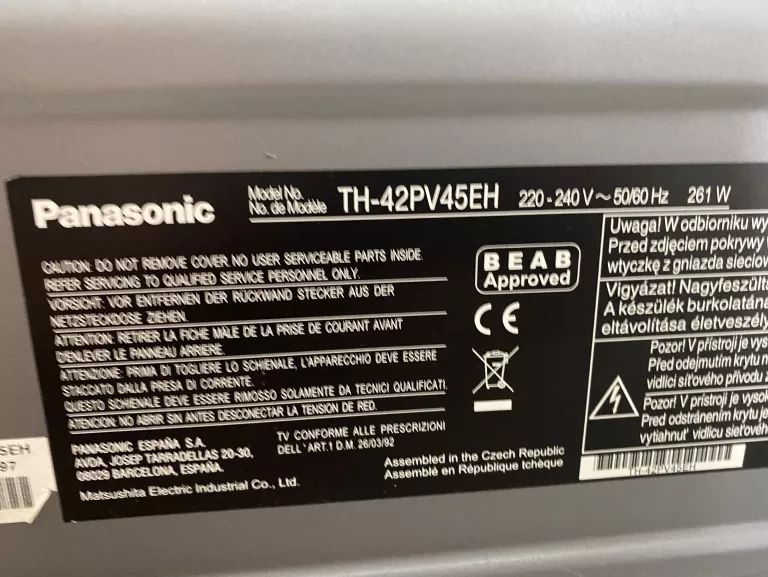 Panasonic
Model No.
No. de Modèle
TH-42PV45EH
220 - 240 V ~ 50/60 Hz 261 W
CAUTION: DO NOT REMOVE COVER NO USER SERVICEABLE PARTS INSIDE.
REFER SERVICING TO QUALIFIED SERVICE PERSONNEL ONLY.
VORSICHT: VOR ENTFERNEN DER RÜCKWAND STECKER AUS DER
NETZSTECKDOSE ZIEHEN.
ATTENTION: RETIRER LA FICHE MALE DE LA PRISE DE COURANT AVANT
D'ENLEVER LE PANNEAU ARRIERE.
ATTENZIONE: PRIMA DI TOGLIERE LO SCHIENALE, L'APPARECCHIO DEVE ESSERE
STACCATO DALLA PRESA DI CORRENTE.
QUESTO SCHIENALE DEVE ESSERE RIMOSSO SOLAMENTE DA TECNICI QUALIFICATI.
ATENCION: NO ABRIR SIN ANTES DESCONECTAR LA TENSION DE RED.
PANASONIC ESPAÑA S.A.
AVDA, JOSEP TARRADELLAS 20-30,
08029 BARCELONA, ESPAÑA.
TV CONFORME ALLE PRESCRIZIONI
DELL'ART.1 D.M. 26/03/92
Matsushita Electric Industrial Co., Ltd.
BEAB
Approved
CE
Assembled in the Czech Republic
Assemblé en République tchèque
Uwaga! W odbiorniku wy
Przed zdjęciem pokrywy
wtyczkę z gniazda sieciow
Vigyázat! Nagyfeszülts
A készülék burkolatána
eltávolítása életveszély
Pozor! V přístroji je vys
Před odejmutím krytu n
vidlici síťového přívodu z
Pozor! V prístroji je vysok
Pred odstránením krytu je
vytiahnuť vidlicu sieťovéh
TH-42PV45EH
5EH
97